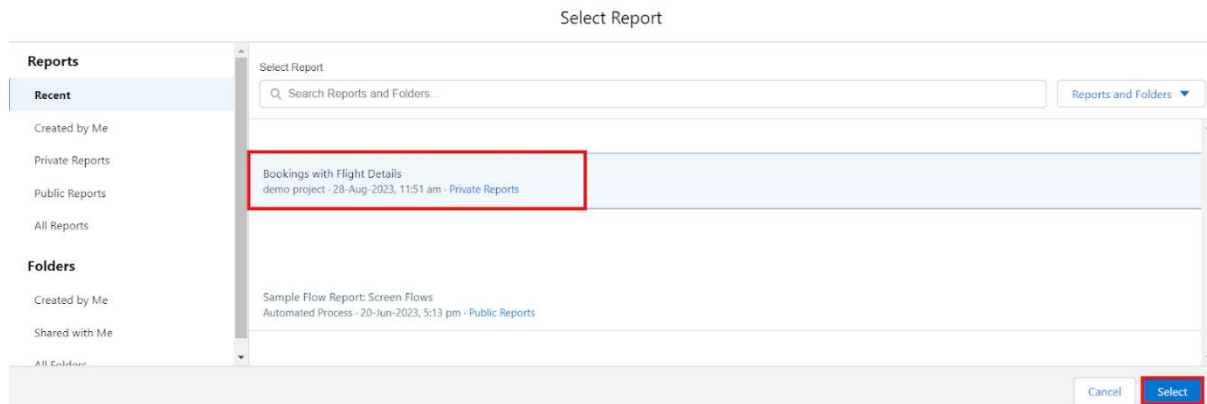 Select Report
Reports
Recent
Created by Me
Private Reports
Public Reports
All Reports
Folders
Created by Me
Shared with Me
All Folders
Select Report
Search Reports and Folders...
Reports and Folders
Bookings with Flight Details
demo project - 28-Aug-2023, 11:51 am - Private Reports
Sample Flow Report: Screen Flows
Automated Process - 20-Jun-2023, 5:13 pm - Public Reports
Cancel
Select